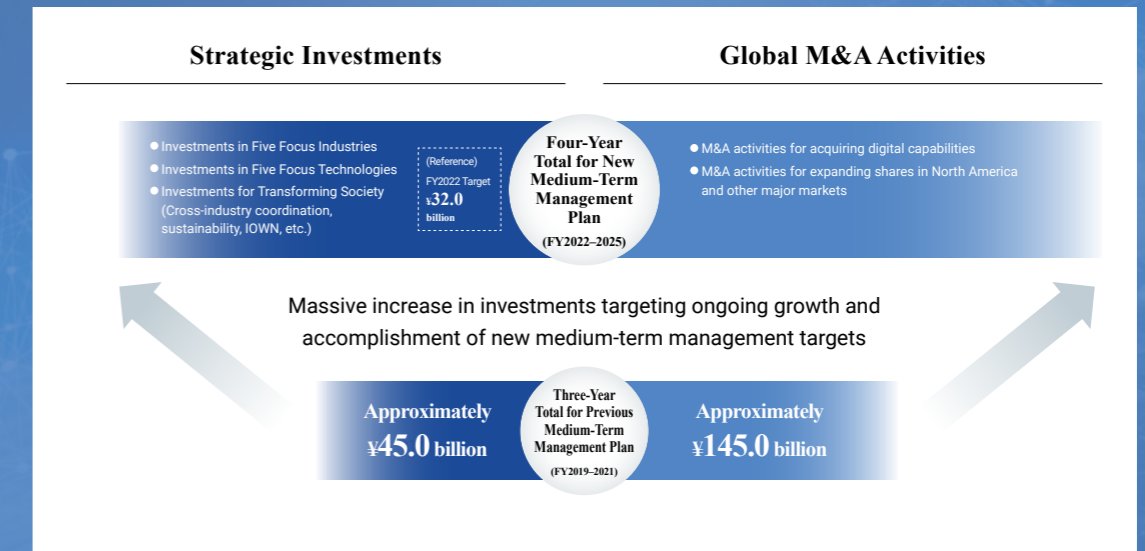 Strategic Investments
Global M&A Activities
● Investments in Five Focus Industries
● Investments in Five Focus Technologies
● Investments for Transforming Society
(Cross-industry coordination,
sustainability, IOWN, etc.)
(Reference)
FY2022 Target
¥32.0
billion
Four-Year
Total for New
Medium-Term
Management
Plan
(FY2022–2025)
● M&A activities for acquiring digital capabilities
● M&A activities for expanding shares in North America
and other major markets
Massive increase in investments targeting ongoing growth and
accomplishment of new medium-term management targets
Approximately
¥45.0 billion
Three-Year
Total for Previous
Medium-Term
Management Plan
(FY2019–2021)
Approximately
¥145.0 billion